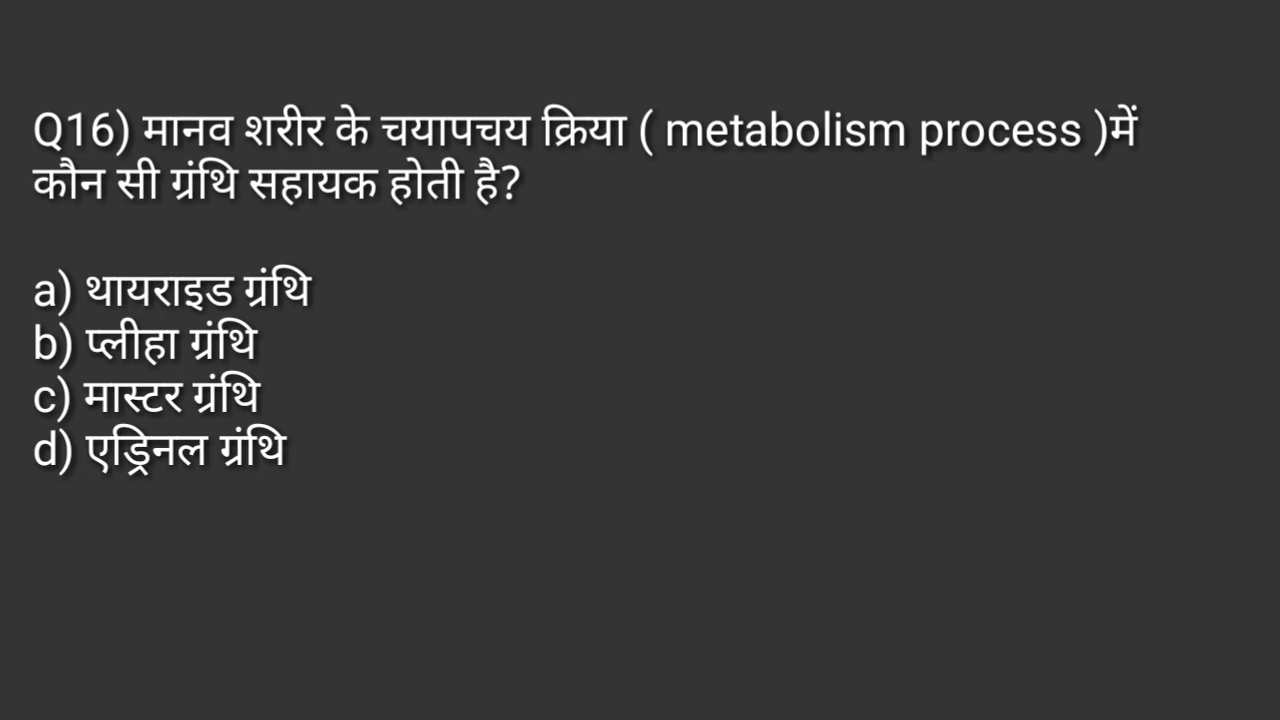 Q16) मानव शरीर के चयापचय क्रिया ( metabolism process )में
कौन सी ग्रंथि सहायक होती है?
a) थायराइड ग्रंथि
b) प्लीहा ग्रंथि
c) मास्टर ग्रंथि
d) एड्रिनल ग्रंथि